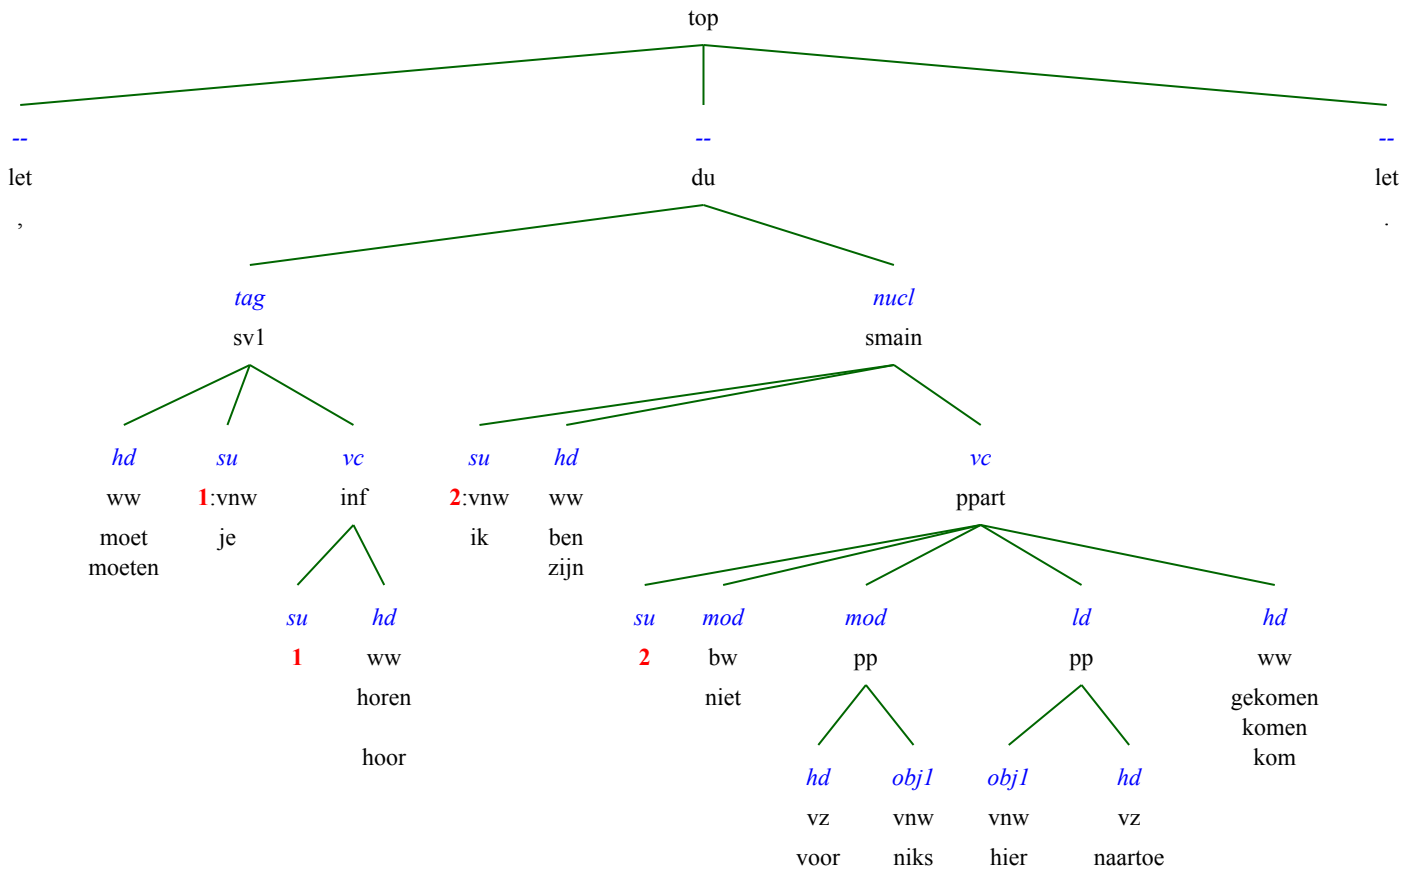 top
-- -- --
let du let
, .
tag nucl
sv1 smain
hd su vc su hd vc
ww 1:vnw inf 2:vnw ww ppart
moet je ik ben
moeten zijn
su hd su mod mod ld hd
1 ww 2 bw pp pp ww
horen niet gekomen
komen
hoor kom
hd obj1 obj1 hd
vz vnw vnw vz
voor niks hier naartoe